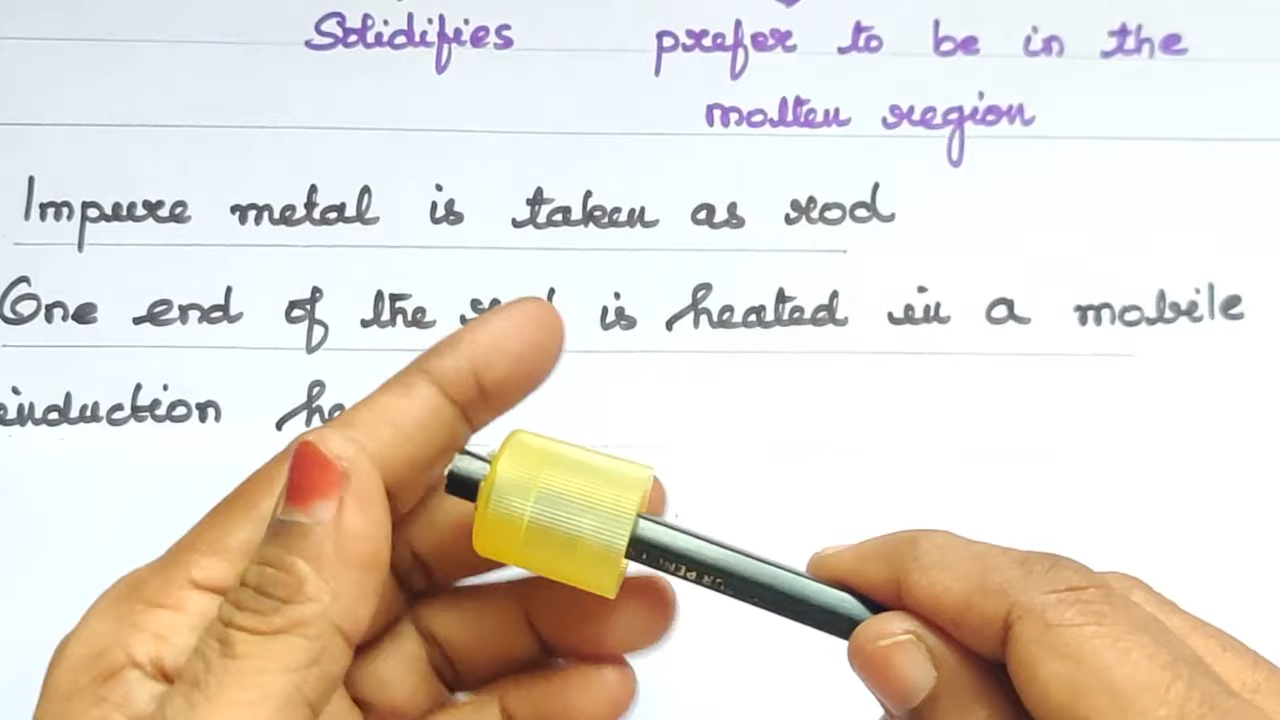 Solidifies prefer to be in the
molten region
Impure metal is taken as rod
One end of the is heated in a mobile
induction